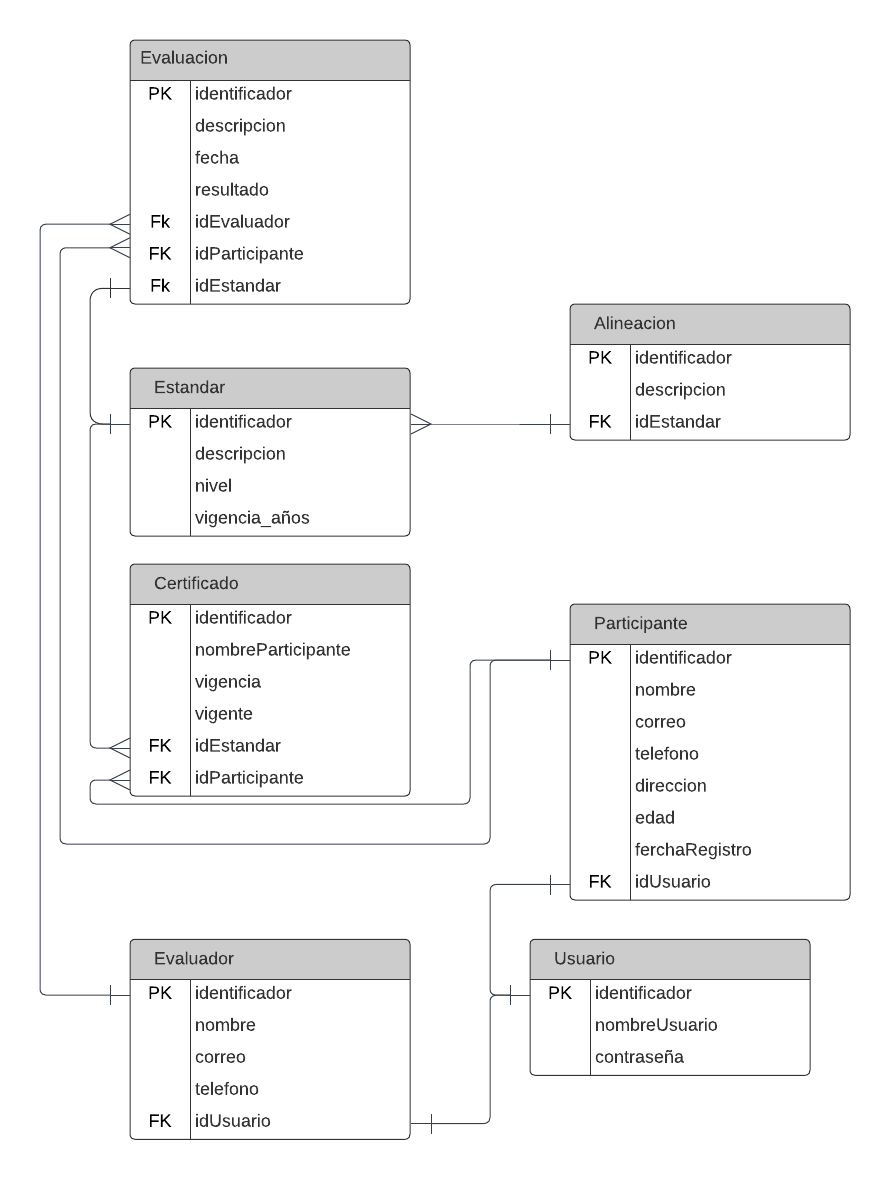 Evaluacion
PK identificador
descripcion
fecha
resultado
Fk idEvaluador
FK idParticipante
Fk idEstandar
Alineacion
PK identificador
descripcion
FK idEstandar
Estandar
PK identificador
descripcion
nivel
vigencia_años
Certificado
PK identificador
nombreParticipante
vigencia
vigente
FK idEstandar
FK idParticipante
Participante
PK identificador
nombre
correo
telefono
direccion
edad
ferchaRegistro
FK idUsuario
Evaluador
PK identificador
nombre
correo
telefono
FK idUsuario
Usuario
PK identificador
nombreUsuario
contraseña